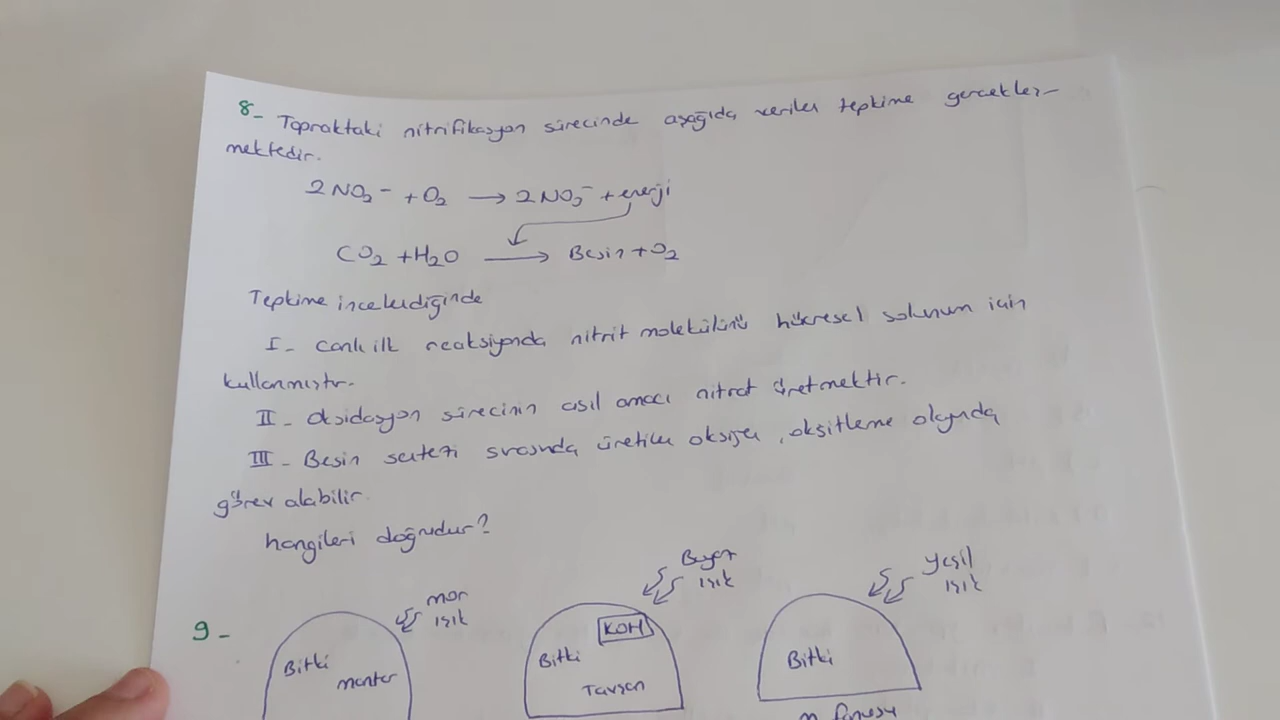 8- Topraktaki nitrifikasyon sürecinde aşağıda verilen tepkime gerçekleş-
mektedir.
2NO₂⁻ + O₂ → 2NO₃⁻ + enerji
CO₂ + H₂O → Besin + O₂
Tepkime incelendiğinde
I- Canlı ilk reaksiyonda nitrit molekülünü hücresel solunum için
kullanmıştır.
II- Oksidasyon sürecinin asıl amacı nitrat üretmektir.
III- Besin sentezi sırasında üretilen oksijen, oksitleme olayında
görev alabilir.
hangileri doğrudur?
9-
mor
ışık
Bitki
mantar
Beyaz
ışık
KOH
Bitki
Tavşan
Yeşil
ışık
Bitki
fanusu